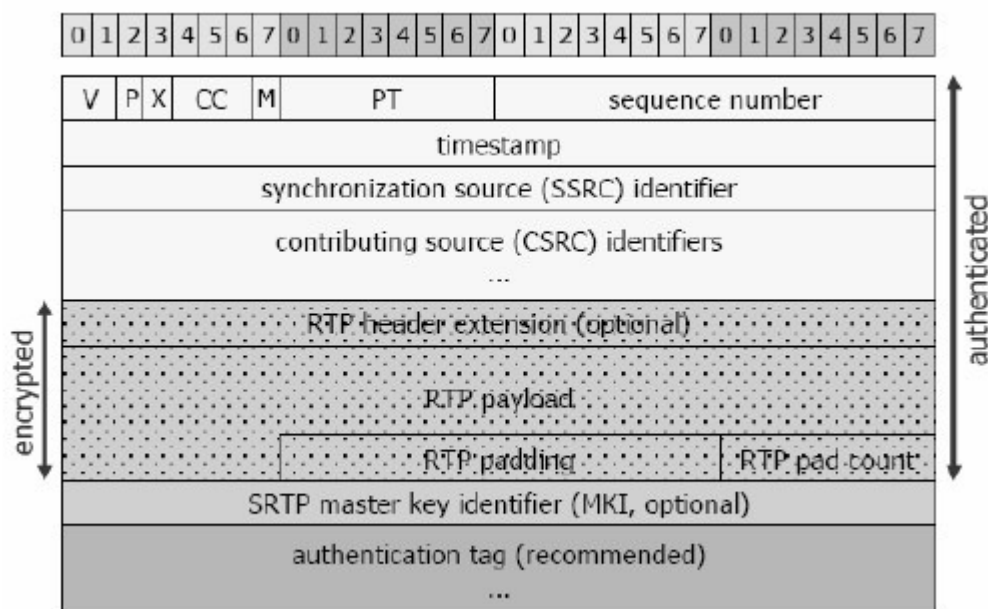 0 1 2 3 4 5 6 7 0 1 2 3 4 5 6 7 0 1 2 3 4 5 6 7 0 1 2 3 4 5 6 7
V P X CC M PT sequence number
timestamp
synchronization source (SSRC) identifier
contributing source (CSRC) identifiers
...
RTP header extension (optional)
RTP payload
RTP padding RTP pad count
SRTP master key identifier (MKI, optional)
authentication tag (recommended)
...
encrypted
authenticated